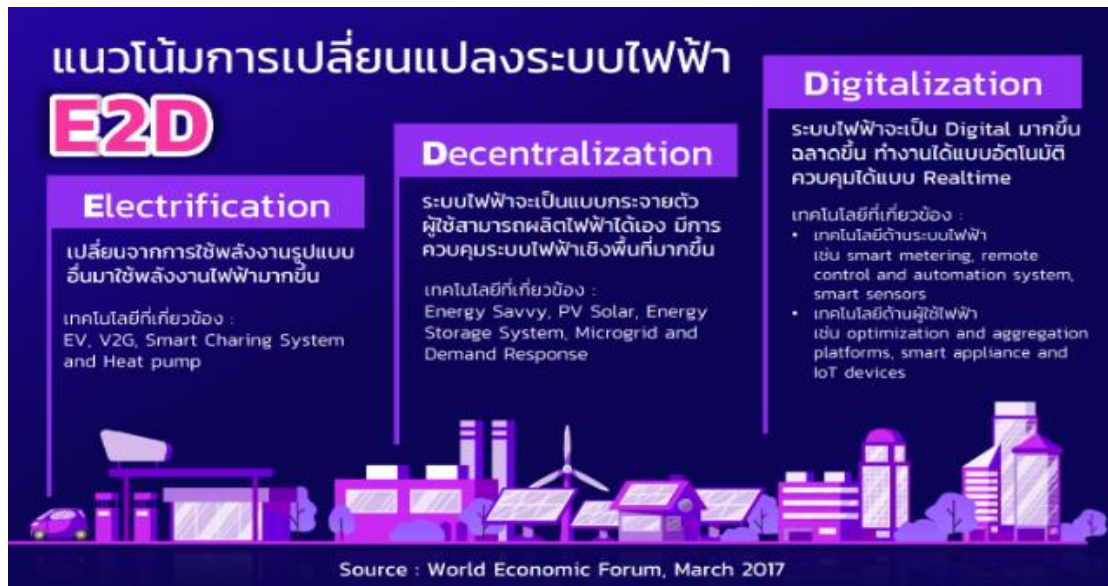 แนวโน้มการเปลี่ยนแปลงระบบไฟฟ้า
E2D
Electrification
เปลี่ยนจากการใช้พลังงานรูปแบบ
อื่นมาใช้พลังงานไฟฟ้ามากขึ้น
เทคโนโลยีที่เกี่ยวข้อง :
EV, V2G, Smart Charing System
and Heat pump
Decentralization
ระบบไฟฟ้าจะเป็นแบบกระจายตัว
ผู้ใช้สามารถผลิตไฟฟ้าได้เอง มีการ
ควบคุมระบบไฟฟ้าเชิงพื้นที่มากขึ้น
เทคโนโลยีที่เกี่ยวข้อง :
Energy Savvy, PV Solar, Energy
Storage System, Microgrid and
Demand Response
Digitalization
ระบบไฟฟ้าจะเป็น Digital มากขึ้น
ฉลาดขึ้น ทำงานได้แบบอัตโนมัติ
ควบคุมได้แบบ Realtime
เทคโนโลยีที่เกี่ยวข้อง :
• เทคโนโลยีด้านระบบไฟฟ้า
เช่น smart metering, remote
control and automation system,
smart sensors
• เทคโนโลยีด้านผู้ใช้ไฟฟ้า
เช่น optimization and aggregation
platforms, smart appliance and
IoT devices
Source : World Economic Forum, March 2017